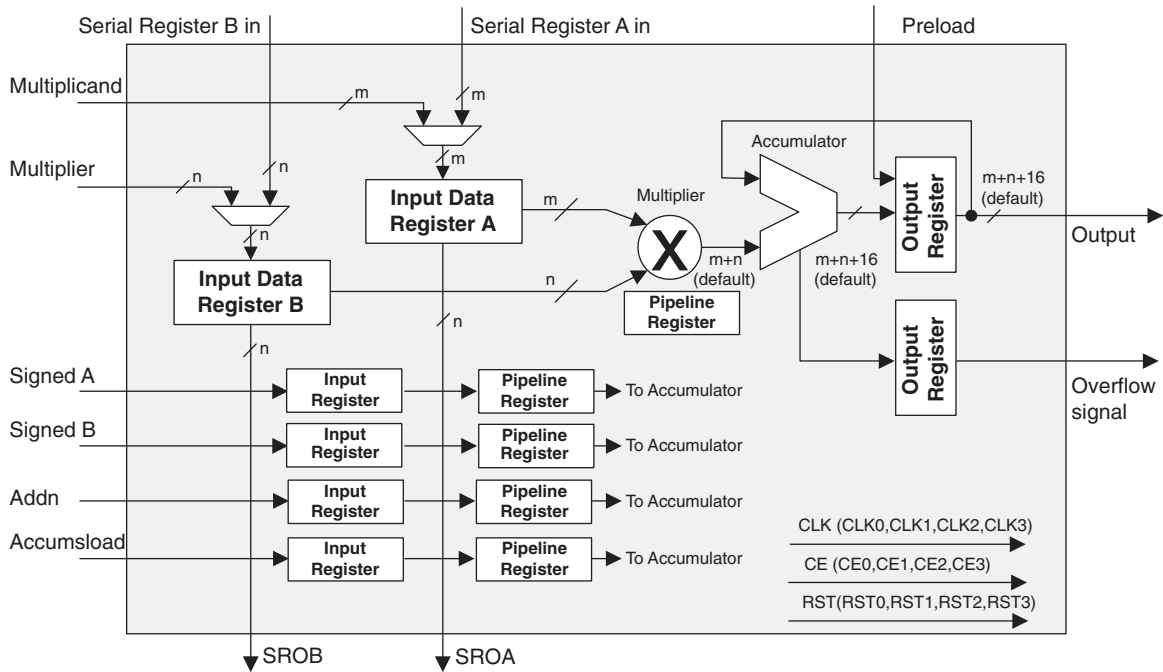 Serial Register B in
Serial Register A in
Preload
Multiplicand
m
m
Accumulator
Multiplier
n
n
m
Input Data
Register A
m
Multiplier
X
m+n
(default)
m+n+16
(default)
Output
Register
m+n+16
(default)
Output
n
Input Data
Register B
n
Pipeline
Register
n
n
Output
Register
Overflow
signal
Signed A
Input
Register
Pipeline
Register
To Accumulator
Signed B
Input
Register
Pipeline
Register
To Accumulator
Addn
Input
Register
Pipeline
Register
To Accumulator
Accumsload
Input
Register
Pipeline
Register
To Accumulator
CLK (CLK0,CLK1,CLK2,CLK3)
CE (CE0,CE1,CE2,CE3)
RST(RST0,RST1,RST2,RST3)
SROB
SROA